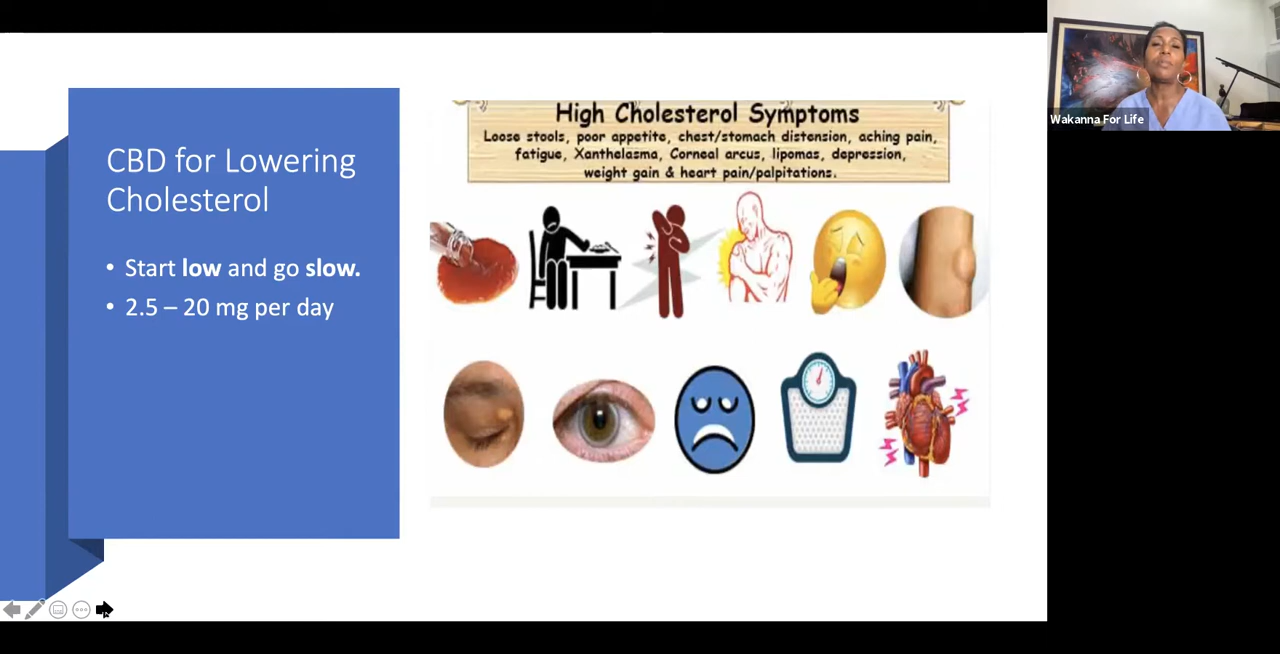 CBD for Lowering
Cholesterol
• Start low and go slow.
• 2.5 – 20 mg per day
High Cholesterol Symptoms
Loose stools, poor appetite, chest/stomach distension, aching pain,
fatigue, Xanthelasma, Corneal arcus, lipomas, depression,
weight gain & heart pain/palpitations.
Wakanna For Life